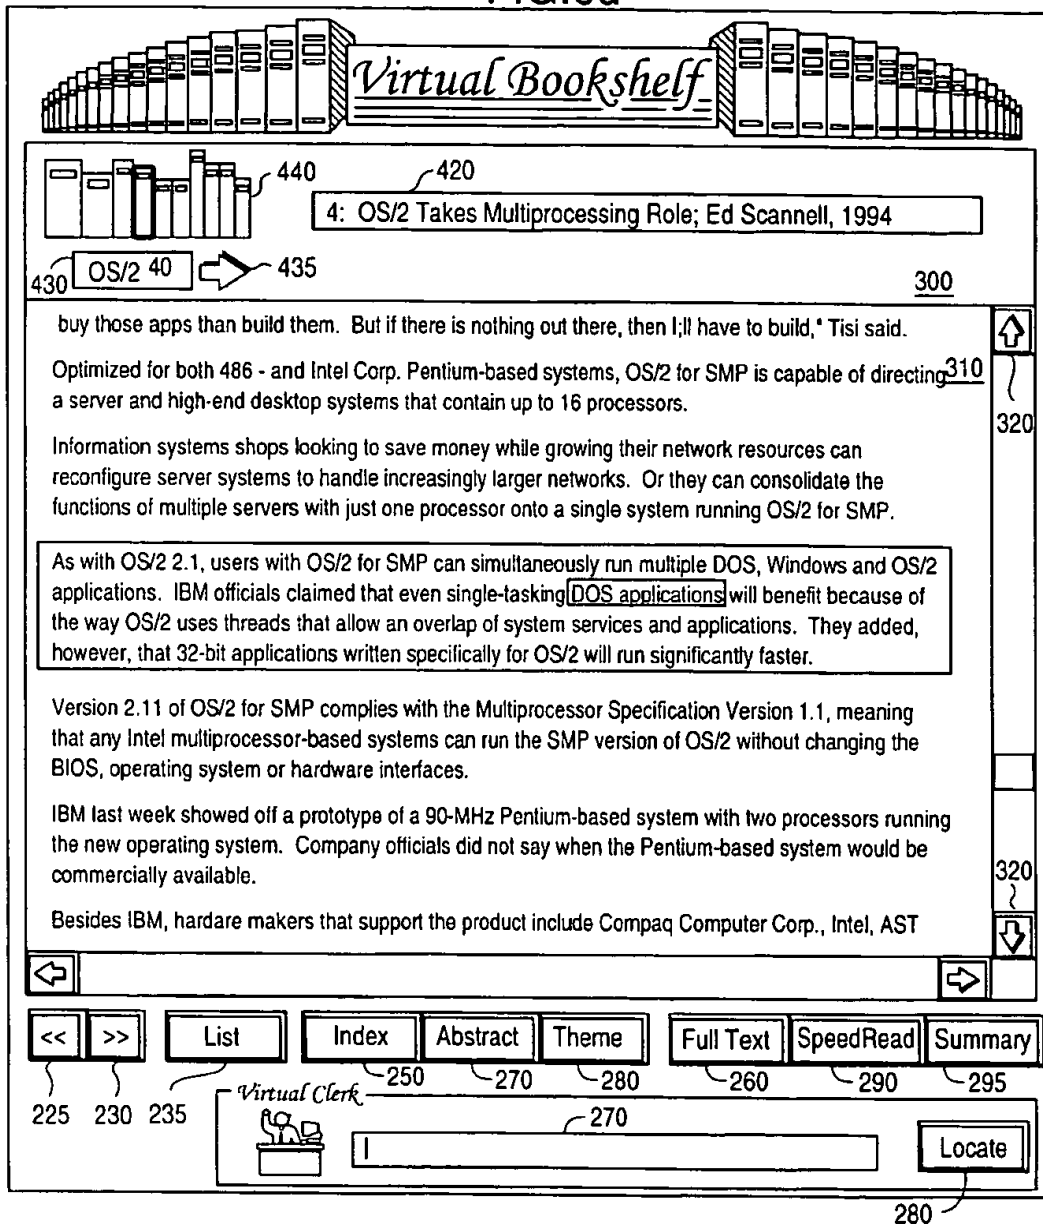 Virtual Bookshelf
440
420
4: OS/2 Takes Multiprocessing Role; Ed Scannell, 1994
430
OS/2 40
435
300
buy those apps than build them. But if there is nothing out there, then I;ll have to build," Tisi said.
Optimized for both 486 - and Intel Corp. Pentium-based systems, OS/2 for SMP is capable of directing
310
a server and high-end desktop systems that contain up to 16 processors.
320
Information systems shops looking to save money while growing their network resources can
reconfigure server systems to handle increasingly larger networks. Or they can consolidate the
functions of multiple servers with just one processor onto a single system running OS/2 for SMP.
As with OS/2 2.1, users with OS/2 for SMP can simultaneously run multiple DOS, Windows and OS/2
applications. IBM officials claimed that even single-tasking DOS applications will benefit because of
the way OS/2 uses threads that allow an overlap of system services and applications. They added,
however, that 32-bit applications written specifically for OS/2 will run significantly faster.
Version 2.11 of OS/2 for SMP complies with the Multiprocessor Specification Version 1.1, meaning
that any Intel multiprocessor-based systems can run the SMP version of OS/2 without changing the
BIOS, operating system or hardware interfaces.
IBM last week showed off a prototype of a 90-MHz Pentium-based system with two processors running
the new operating system. Company officials did not say when the Pentium-based system would be
commercially available.
320
Besides IBM, hardare makers that support the product include Compaq Computer Corp., Intel, AST
<< >> List Index Abstract Theme Full Text SpeedRead Summary
225 230 235 250 270 280 260 290 295
Virtual Clerk
270
Locate
280